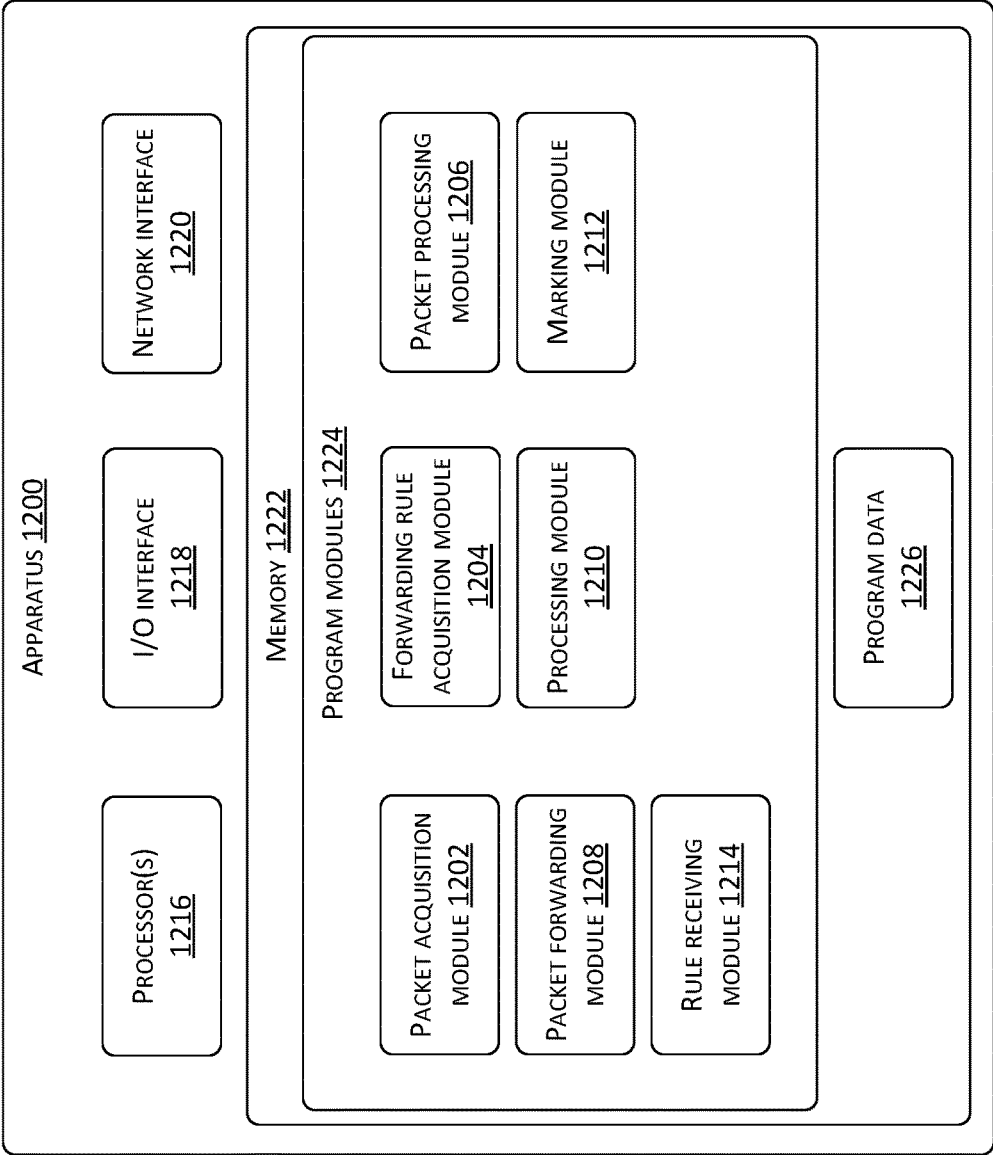 APPARATUS 1200
PROCESSOR(S)
1216
I/O INTERFACE
1218
NETWORK INTERFACE
1220
MEMORY 1222
PROGRAM MODULES 1224
PACKET ACQUISITION
MODULE 1202
FORWARDING RULE
ACQUISITION MODULE
1204
PACKET PROCESSING
MODULE 1206
PACKET FORWARDING
MODULE 1208
PROCESSING MODULE
1210
MARKING MODULE
1212
RULE RECEIVING
MODULE 1214
PROGRAM DATA
1226